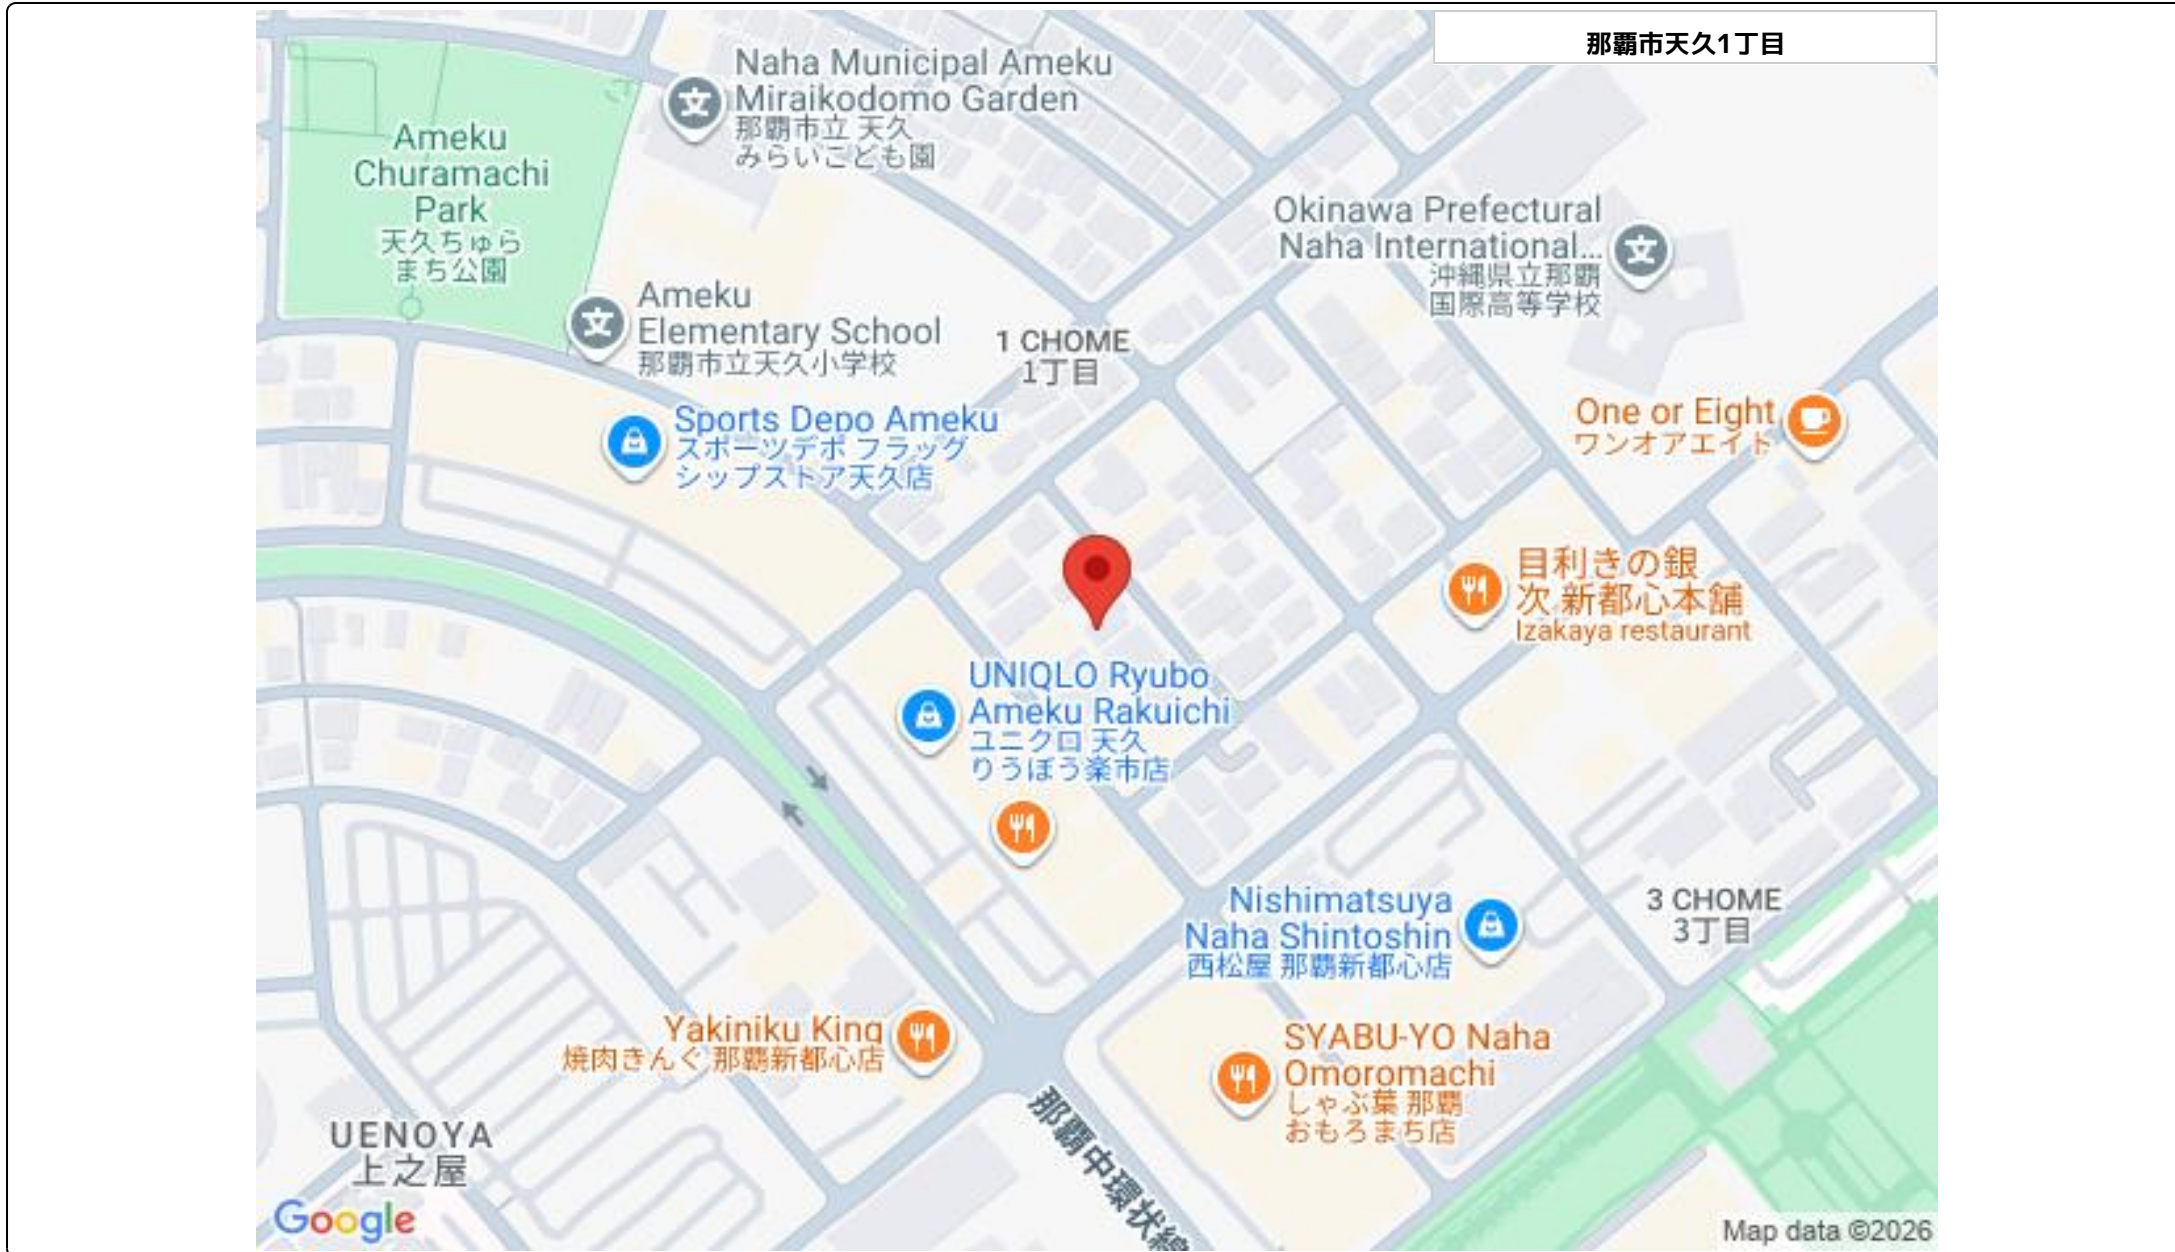 那覇市天久1丁目
Naha Municipal Ameku
Miraikodomo Garden
那覇市立 天久
みらいこども園
Ameku
Churamachi
Park
天久ちゅら
まち公園
Okinawa Prefectural
Naha International...
沖縄県立那覇
国際高等学校
Ameku
Elementary School
那覇市立天久小学校
1 CHOME
1丁目
Sports Depo Ameku
スポーツデポ フラッグ
シップストア天久店
One or Eight
ワンオアエイト
目利きの銀
次 新都心本舗
Izakaya restaurant
UNIQLO Ryubo
Ameku Rakuichi
ユニクロ 天久
りうぼう楽市店
Nishimatsuya
Naha Shintoshin
西松屋 那覇新都心店
3 CHOME
3丁目
Yakiniku King
焼肉きんぐ 那覇新都心店
SYABU-YO Naha
Omoromachi
しゃぶ葉 那覇
おもろまち店
那覇中環状線
UENOYA
上之屋
Google
Map data ©2026